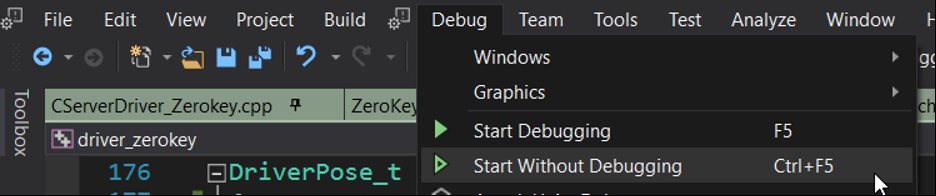 File Edit View Project Build Debug Team Tools Test Analyze Window
Windows
Graphics
Toolbox
CServerDriver_Zerokey.cpp ZeroKey
driver_zerokey
Start Debugging F5
176 DriverPose_t
Start Without Debugging Ctrl+F5